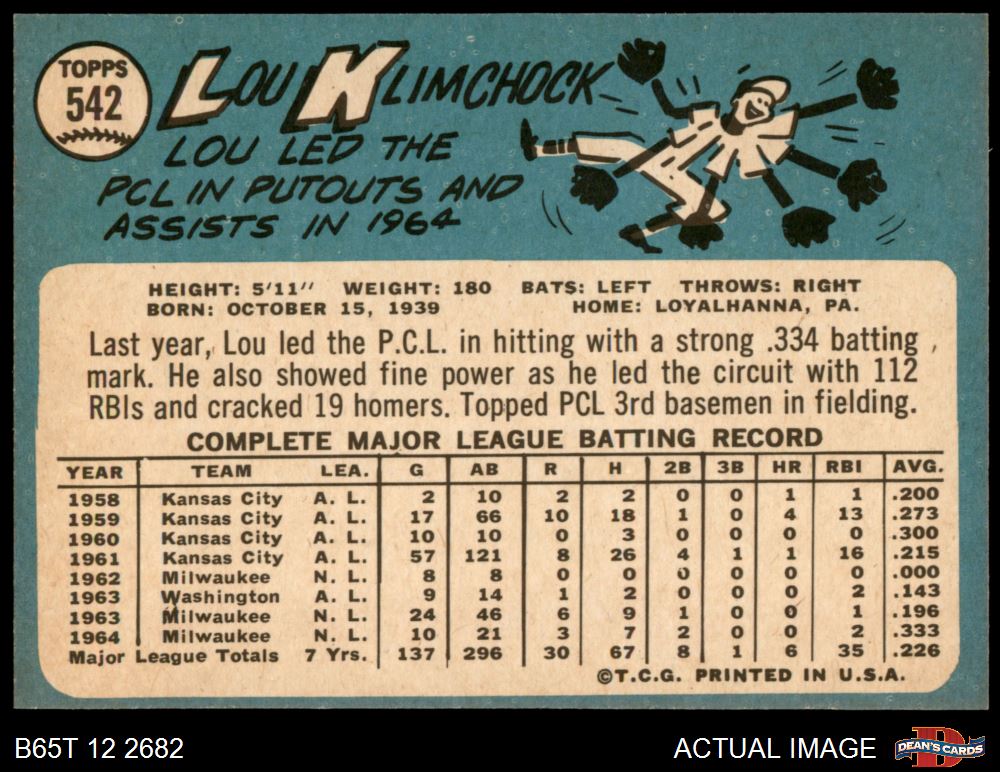 TOPPS
542
LOU KLIMCHOCK
LOU LED THE
PCL IN PUTOUTS AND
ASSISTS IN 1964
HEIGHT: 5'11" WEIGHT: 180 BATS: LEFT THROWS: RIGHT
BORN: OCTOBER 15, 1939 HOME: LOYALHANNA, PA.
Last year, Lou led the P.C.L. in hitting with a strong .334 batting
mark. He also showed fine power as he led the circuit with 112
RBIs and cracked 19 homers. Topped PCL 3rd basemen in fielding.
COMPLETE MAJOR LEAGUE BATTING RECORD
YEAR TEAM LEA. G AB R H 2B 3B HR RBI AVG.
1958 Kansas City A. L. 2 10 2 2 0 0 1 1 .200
1959 Kansas City A. L. 17 66 10 18 1 0 4 13 .273
1960 Kansas City A. L. 10 10 0 3 0 0 0 0 .300
1961 Kansas City A. L. 57 121 8 26 4 1 1 16 .215
1962 Milwaukee N. L. 8 8 0 0 0 0 0 0 .000
1963 Washington A. L. 9 14 1 2 0 0 0 2 .143
1963 Milwaukee N. L. 24 46 6 9 1 0 0 1 .196
1964 Milwaukee N. L. 10 21 3 7 2 0 0 2 .333
Major League Totals 7 Yrs. 137 296 30 67 8 1 6 35 .226
©T.C.G. PRINTED IN U.S.A.
B65T 12 2682 ACTUAL IMAGE DEAN'S CARDS